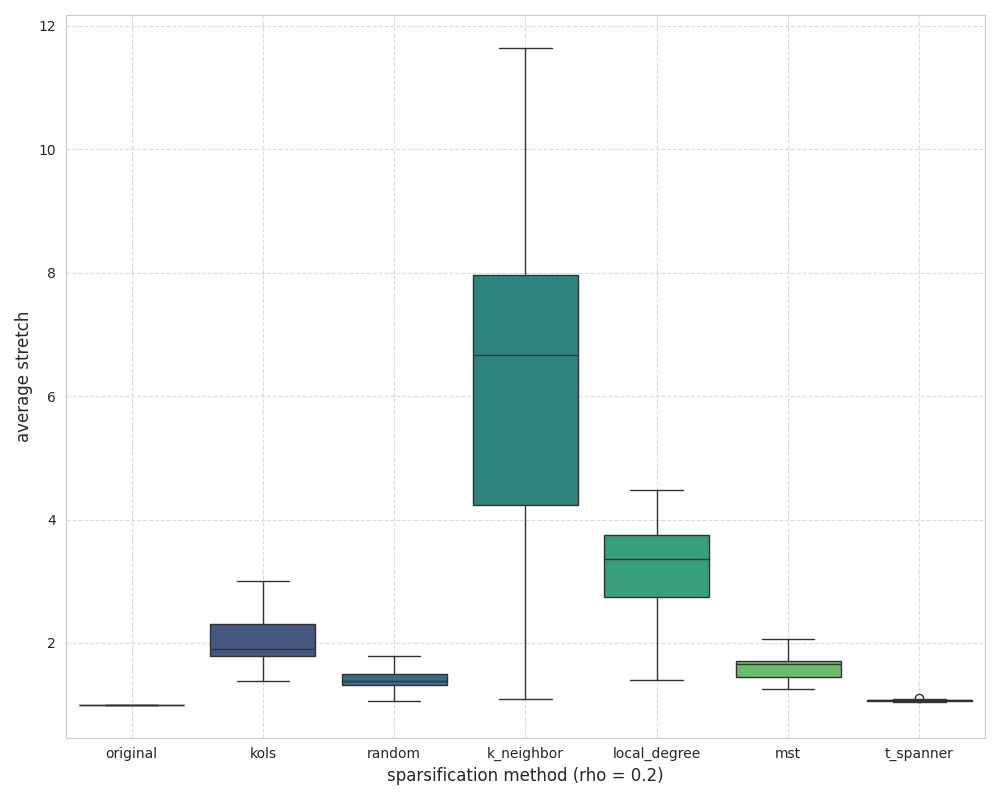 12
10
8
6
4
2
average stretch
original kols random k_neighbor local_degree mst t_spanner
sparsification method (rho = 0.2)